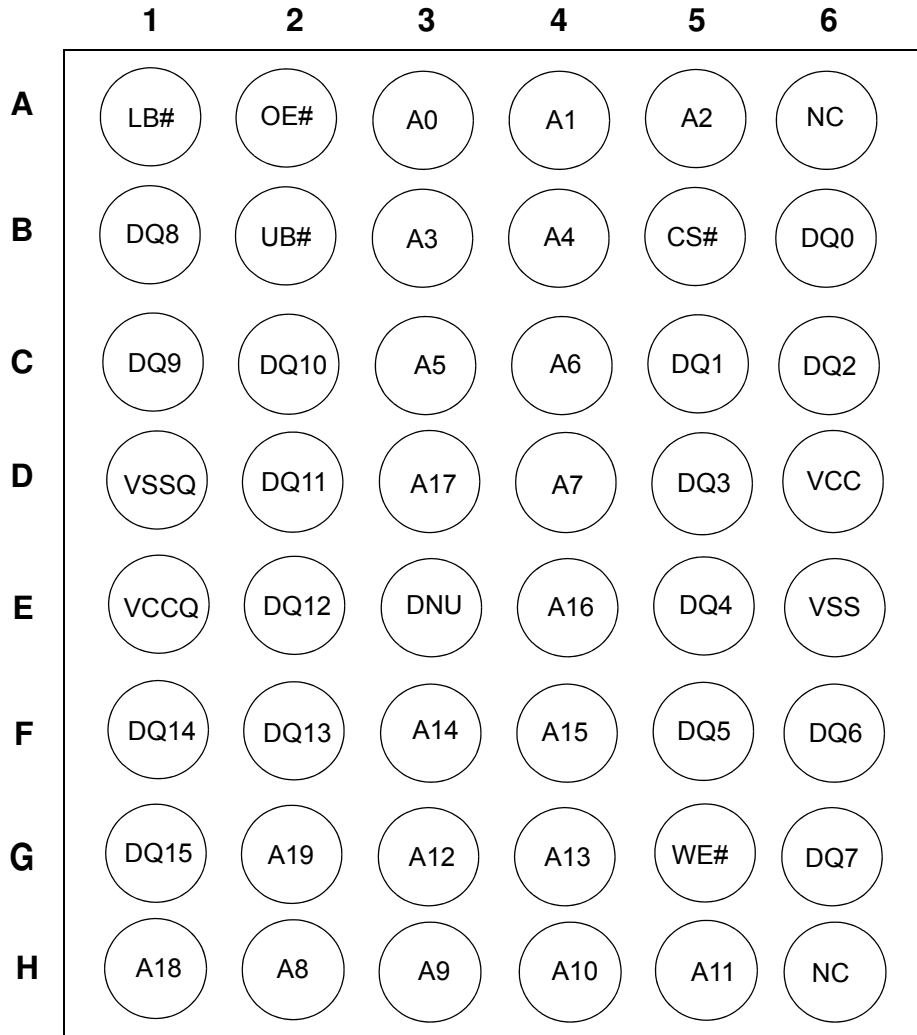 1 2 3 4 5 6
A LB# OE# A0 A1 A2 NC
B DQ8 UB# A3 A4 CS# DQ0
C DQ9 DQ10 A5 A6 DQ1 DQ2
D VSSQ DQ11 A17 A7 DQ3 VCC
E VCCQ DQ12 DNU A16 DQ4 VSS
F DQ14 DQ13 A14 A15 DQ5 DQ6
G DQ15 A19 A12 A13 WE# DQ7
H A18 A8 A9 A10 A11 NC